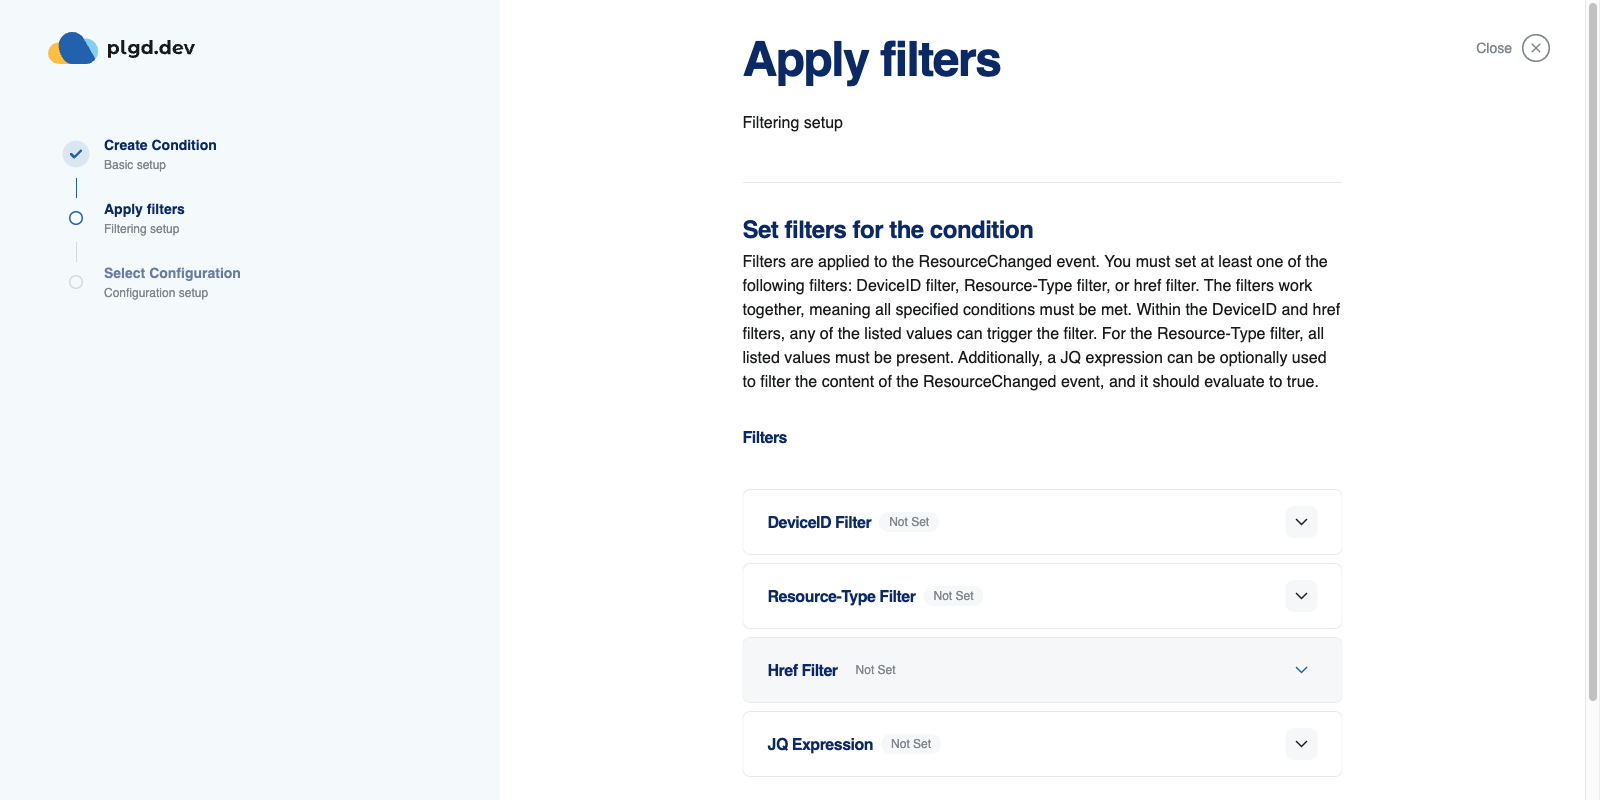 plgd.dev
Create Condition
Basic setup
Apply filters
Filtering setup
Select Configuration
Configuration setup
Close
Apply filters
Filtering setup
Set filters for the condition
Filters are applied to the ResourceChanged event. You must set at least one of the
following filters: DeviceID filter, Resource-Type filter, or href filter. The filters work
together, meaning all specified conditions must be met. Within the DeviceID and href
filters, any of the listed values can trigger the filter. For the Resource-Type filter, all
listed values must be present. Additionally, a JQ expression can be optionally used
to filter the content of the ResourceChanged event, and it should evaluate to true.
Filters
DeviceID Filter Not Set
Resource-Type Filter Not Set
Href Filter Not Set
JQ Expression Not Set